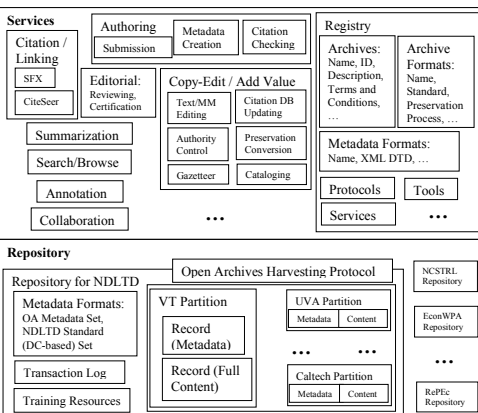 Services
Citation /
Linking
SFX
CiteSeer
Authoring
Submission
Metadata
Creation
Citation
Checking
Editorial:
Reviewing,
Certification
Copy-Edit / Add Value
Text/MM
Editing
Citation DB
Updating
Authority
Control
Preservation
Conversion
Gazetteer
Cataloging
Summarization
Search/Browse
Annotation
Collaboration
...
Registry
Archives:
Name, ID,
Description,
Terms and
Conditions,
...
Archive
Formats:
Name,
Standard,
Preservation
Process, ...
Metadata Formats:
Name, XML DTD, ...
Protocols
Tools
Services
...
Repository
Open Archives Harvesting Protocol
Repository for NDLTD
Metadata Formats:
OA Metadata Set,
NDLTD Standard
(DC-based) Set
Transaction Log
Training Resources
VT Partition
Record
(Metadata)
Record (Full
Content)
UVA Partition
Metadata Content
... ...
Caltech Partition
Metadata Content
NCSTRL
Repository
EconWPA
Repository
...
RePEc
Repository